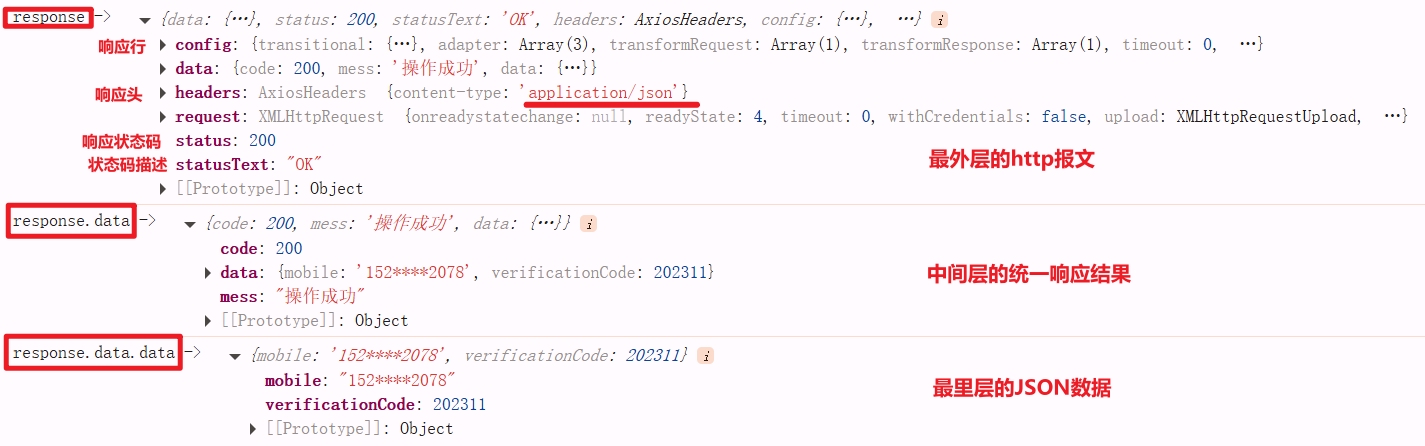 response -> {data: {…}, status: 200, statusText: 'OK', headers: AxiosHeaders, config: {…}, …} i
响应行 config: {transitional: {…}, adapter: Array(3), transformRequest: Array(1), transformResponse: Array(1), timeout: 0, …}
data: {code: 200, mess: '操作成功', data: {…}}
响应头 headers: AxiosHeaders {content-type: 'application/json'}
request: XMLHttpRequest {onreadystatechange: null, readyState: 4, timeout: 0, withCredentials: false, upload: XMLHttpRequestUpload, …}
响应状态码 status: 200
状态码描述 statusText: "OK" 最外层的http报文
[[Prototype]]: Object
response.data -> {code: 200, mess: '操作成功', data: {…}} i
code: 200
data: {mobile: '152****2078', verificationCode: 202311} 中间层的统一响应结果
mess: "操作成功"
[[Prototype]]: Object
response.data.data -> {mobile: '152****2078', verificationCode: 202311} i
mobile: "152****2078" 最里层的JSON数据
verificationCode: 202311
[[Prototype]]: Object